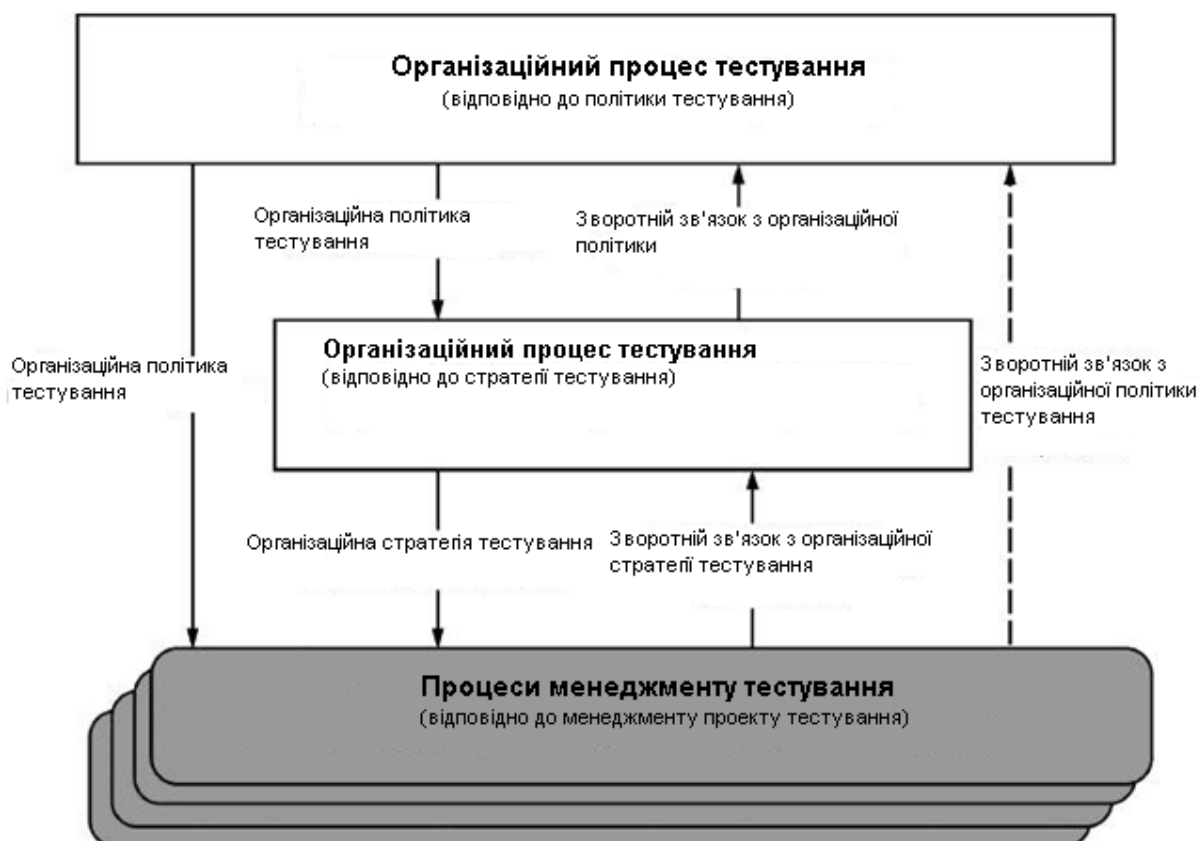 Організаційний процес тестування
(відповідно до політики тестування)
Організаційна політика
тестування
Зворотній зв'язок з організаційної
політики
Організаційна політика
тестування
Організаційний процес тестування
(відповідно до стратегії тестування)
Зворотній зв'язок з
організаційної політики
тестування
Організаційна стратегія тестування
Зворотній зв'язок з організаційної
стратегії тестування
Процеси менеджменту тестування
(відповідно до менеджменту проекту тестування)